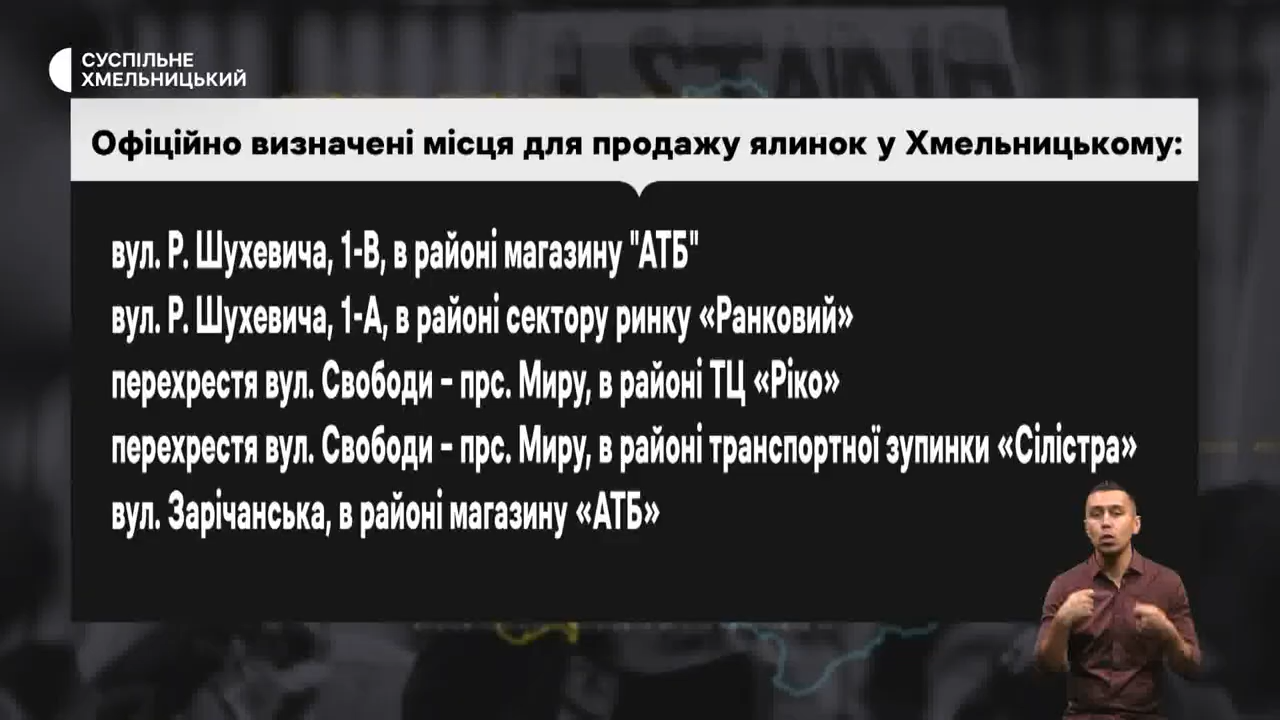 СУСПІЛЬНЕ
ХМЕЛЬНИЦЬКИЙ
STAND
Офіційно визначені місця для продажу ялинок у Хмельницькому:
вул. Р. Шухевича, 1-В, в районі магазину "АТБ"
вул. Р. Шухевича, 1-А, в районі сектору ринку «Ранковий»
перехрестя вул. Свободи – прс. Миру, в районі ТЦ «Ріко»
перехрестя вул. Свободи – прс. Миру, в районі транспортної зупинки «Сілістра»
вул. Зарічанська, в районі магазину «АТБ»